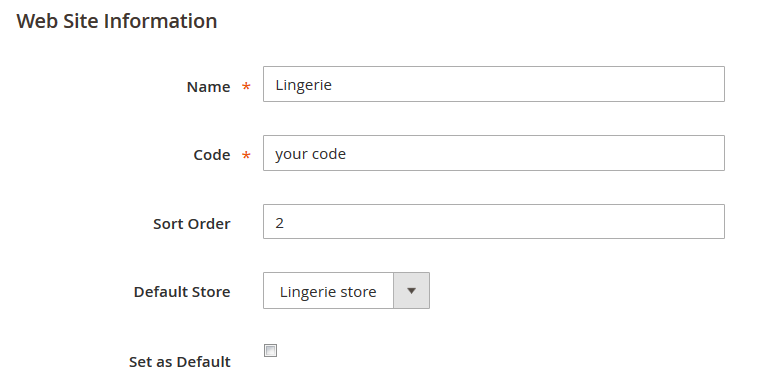 Web Site Information
Name * Lingerie
Code * your code
Sort Order 2
Default Store Lingerie store
Set as Default